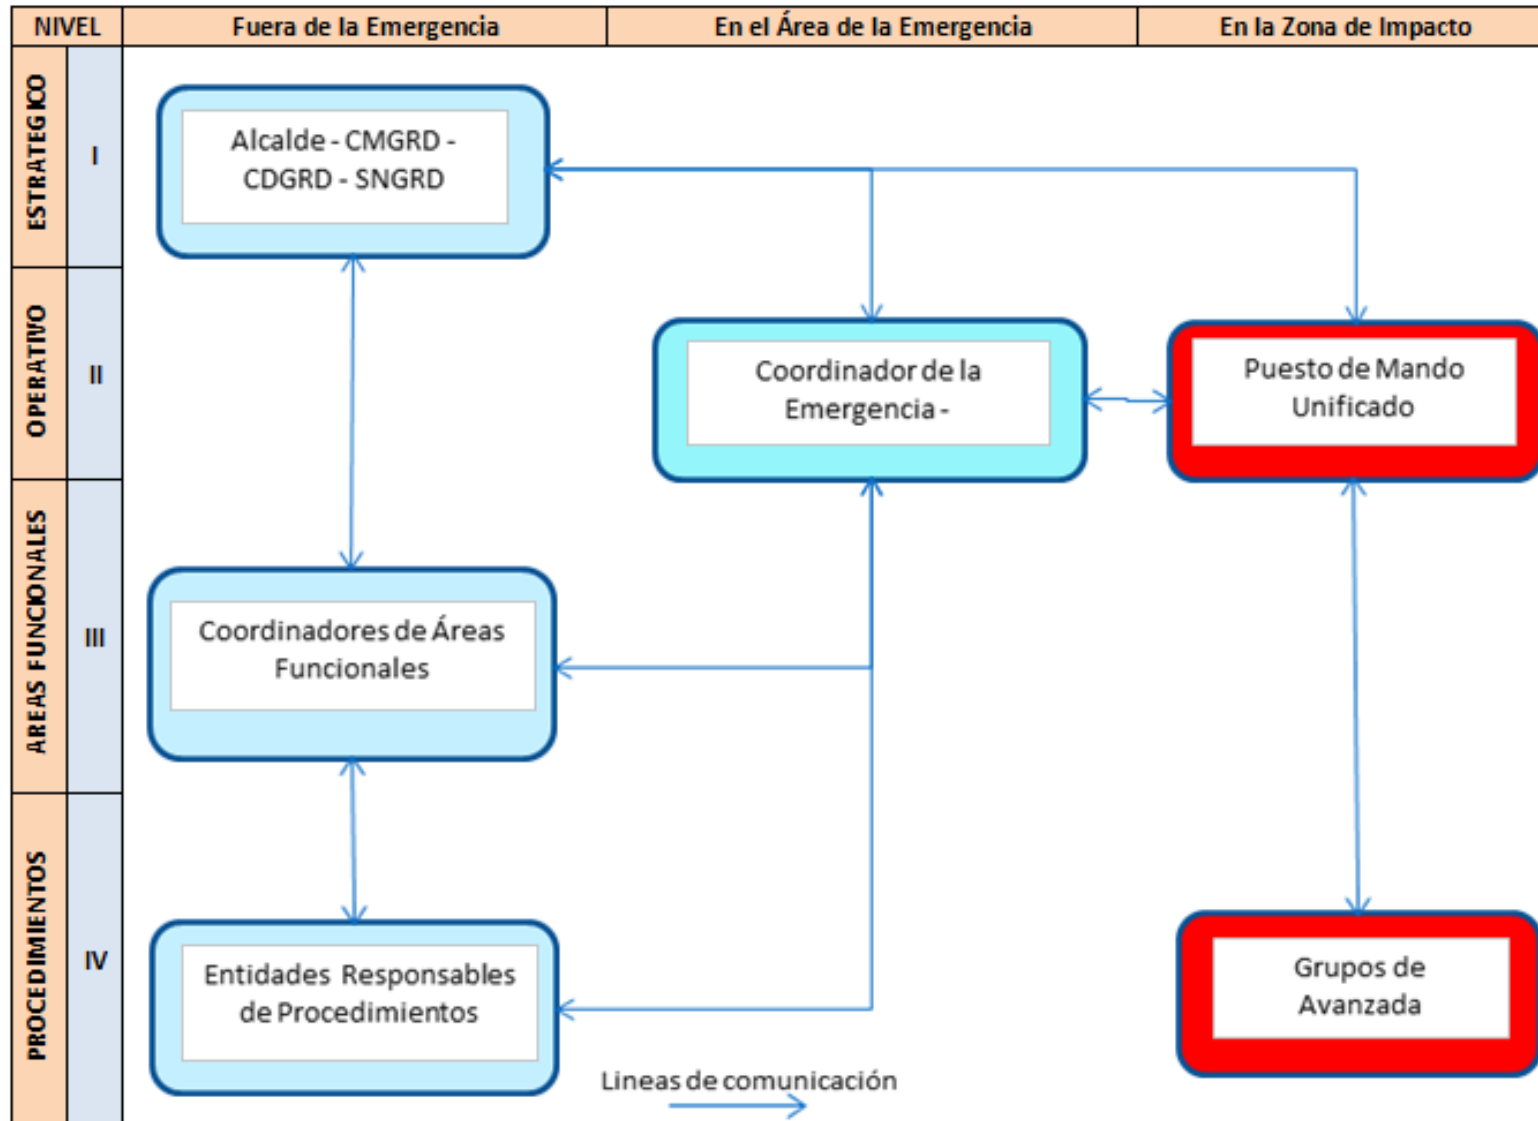 NIVEL
Fuera de la Emergencia
En el Área de la Emergencia
En la Zona de Impacto
ESTRATEGICO
I
Alcalde - CMGRD -
CDGRD - SNGRD
OPERATIVO
II
Coordinador de la
Emergencia -
Puesto de Mando
Unificado
AREAS FUNCIONALES
III
Coordinadores de Áreas
Funcionales
PROCEDIMIENTOS
IV
Entidades Responsables
de Procedimientos
Grupos de
Avanzada
Lineas de comunicación